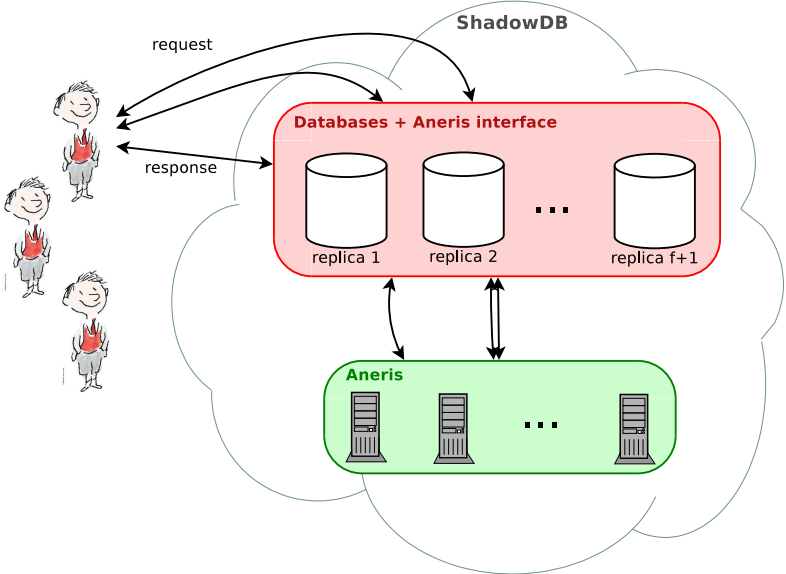 ShadowDB
request
Databases + Aneris interface
response
...
replica 1
replica 2
replica f+1
Aneris
...